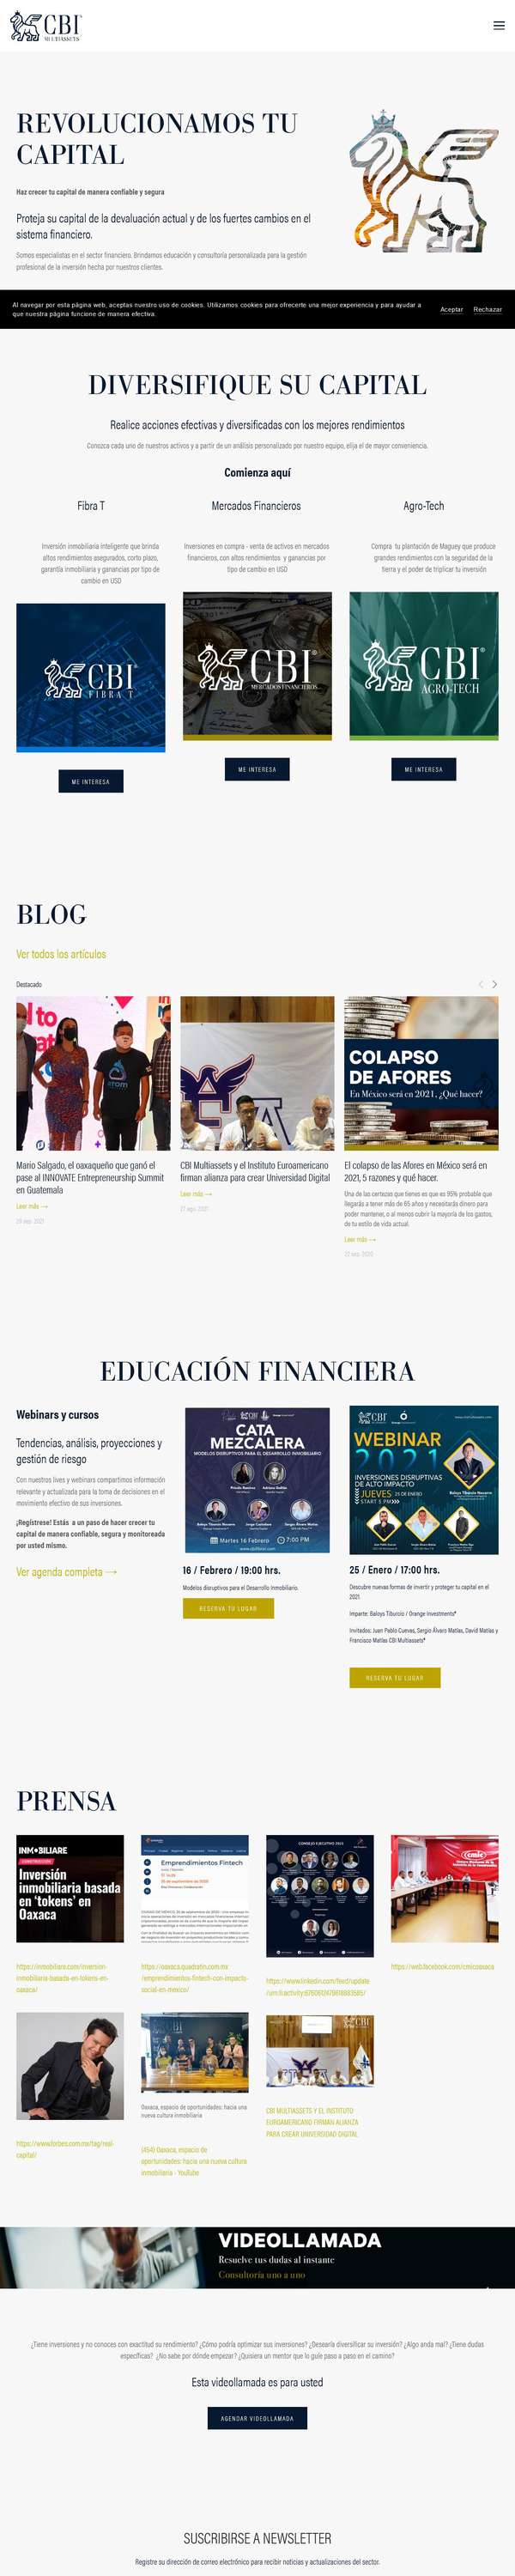 CBI
MULTIASSETS
REVOLUCIONAMOS TU
CAPITAL
Haz crecer tu capital de manera confiable y segura
Proteja su capital de la devaluación actual y de los fuertes cambios en el
sistema financiero.
Somos especialistas en el sector financiero. Brindamos educación y consultoría personalizada para la gestión
profesional de la inversión hecha por nuestros clientes.
Al navegar por esta página web, aceptas nuestro uso de cookies. Utilizamos cookies para ofrecerte una mejor experiencia y para ayudar a
que nuestra página funcione de manera efectiva.
Aceptar Rechazar
DIVERSIFIQUE SU CAPITAL
Realice acciones efectivas y diversificadas con los mejores rendimientos
Conozca cada uno de nuestros activos y a partir de un análisis personalizado por nuestro equipo, elija el de mayor conveniencia.
Comienza aquí
Fibra T
Inversión inmobiliaria inteligente que brinda
altos rendimientos asegurados, corto plazo,
garantía inmobiliaria y ganancias por tipo de
cambio en USD
CBI
FIBRA T
ME INTERESA
Mercados Financieros
Inversiones en compra - venta de activos en mercados
financieros, con altos rendimientos y ganancias por
tipo de cambio en USD
CBI®
MERCADOS FINANCIEROS
ME INTERESA
Agro-Tech
Compra tu plantación de Maguey que produce
grandes rendimientos con la seguridad de la
tierra y el poder de triplicar tu inversión
CBI®
AGRO-TECH
ME INTERESA
BLOG
Ver todos los artículos
Destacado
Mario Salgado, el oaxaqueño que ganó el
pase al INNOVATE Entrepreneurship Summit
en Guatemala
Leer más →
CBI Multiassets y el Instituto Euroamericano
firman alianza para crear Universidad Digital
Leer más →
COLAPSO
DE AFORES
En México será en 2021, ¿Qué hacer?
El colapso de las Afores en México será en
2021, 5 razones y qué hacer.
Una de las certezas que tienes es que es 95% probable que
llegarás a tener más de 65 años y necesitarás dinero para
poder mantener, o al menos cubrir la mayoría de los gastos,
de tu estilo de vida actual.
Leer más →
EDUCACIÓN FINANCIERA
Webinars y cursos
Tendencias, análisis, proyecciones y
gestión de riesgo
Con nuestros lives y webinars compartimos información
relevante y actualizada para la toma de decisiones en el
movimiento efectivo de sus inversiones.
¡Regístrese! Estás a un paso de hacer crecer tu
capital de manera confiable, segura y monitoreada
por usted mismo.
Ver agenda completa →
CATA
MEZCALERA
MODELOS DISRUPTIVOS PARA EL DESARROLLO INMOBILIARIO
Martes 16 Febrero 7:00 PM
16 / Febrero / 19:00 hrs.
Modelos disruptivos para el Desarrollo Inmobiliario.
RESERVA TU LUGAR
CBI
WEBINAR
2021
INVERSIONES DISRUPTIVAS
DE ALTO IMPACTO
JUEVES 25 DE ENERO
START 5 PM
25 / Enero / 17:00 hrs.
Descubre nuevas formas de invertir y proteger tu capital en el
2021.
Imparte: Baloys Tiburcio / Orange Investments*
Invitados: Juan Pablo Cuevas, Sergio Álvaro Matías, David Matías y
Francisco Matías CBI Multiassets*
RESERVA TU LUGAR
PRENSA
INMOBILIARE
Inversión
inmobiliaria basada
en 'tokens' en
Oaxaca
https://inmobiliare.com/inversion-
inmobiliaria-basada-en-tokens-en-
oaxaca/
Emprendimientos Fintech
https://oaxaca.quadratin.com.mx
/emprendimientos-fintech-con-impacto-
social-en-mexico/
CONSEJO EJECUTIVO 2021
https://www.linkedin.com/feed/update
cmic
https://web.facebook.com/cmicoaxaca
https://www.forbes.com.mx/tag/real-
capital/
Oaxaca, espacio de oportunidades: hacia una
nueva cultura inmobiliaria
(454) Oaxaca, espacio de
oportunidades: hacia una nueva cultura
inmobiliaria - YouTube
CBI MULTIASSETS Y EL INSTITUTO
EUROAMERICANO FIRMAN ALIANZA
PARA CREAR UNIVERSIDAD DIGITAL
VIDEOLLAMADA
Resuelve tus dudas al instante
Consultoría uno a uno
¿Tiene inversiones y no conoces con exactitud su rendimiento? ¿Cómo podría optimizar sus inversiones? ¿Desearía diversificar su inversión? ¿Algo anda mal? ¿Tiene dudas
específicas? ¿No sabe por dónde empezar? ¿Quisiera un mentor que lo guíe paso a paso en el camino?
Esta videollamada es para usted
AGENDAR VIDEOLLAMADA
SUSCRIBIRSE A NEWSLETTER
Registre su dirección de correo electrónico para recibir noticias y actualizaciones del sector.